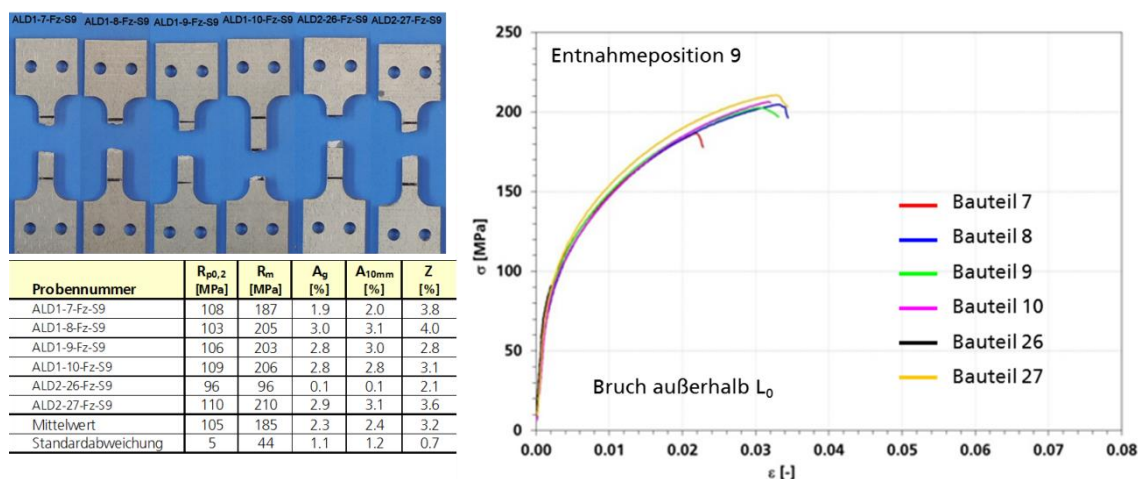 ALD1-7-Fz-S9 ALD1-8-Fz-S9 ALD1-9-Fz-S9 ALD1-10-Fz-S9 ALD2-26-Fz-S9 ALD2-27-Fz-S9
Probennummer Rp0,2 [MPa] Rm [MPa] Ag [%] A10mm [%] Z [%]
ALD1-7-Fz-S9 108 187 1.9 2.0 3.8
ALD1-8-Fz-S9 103 205 3.0 3.1 4.0
ALD1-9-Fz-S9 106 203 2.8 3.0 2.8
ALD1-10-Fz-S9 109 206 2.8 2.8 3.1
ALD2-26-Fz-S9 96 96 0.1 0.1 2.1
ALD2-27-Fz-S9 110 210 2.9 3.1 3.6
Mittelwert 105 185 2.3 2.4 3.2
Standardabweichung 5 44 1.1 1.2 0.7
Entnahmeposition 9
250
200
150
100
50
0
σ [MPa]
Bauteil 7
Bauteil 8
Bauteil 9
Bauteil 10
Bauteil 26
Bauteil 27
Bruch außerhalb L0
0.00 0.01 0.02 0.03 0.04 0.05 0.06 0.07 0.08
ε [-]